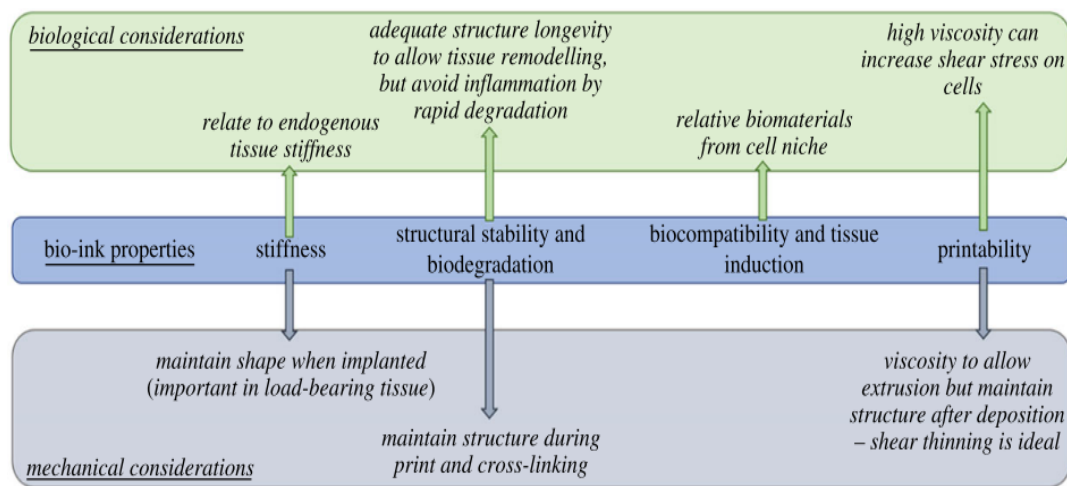 biological considerations
adequate structure longevity
to allow tissue remodelling,
but avoid inflammation by
rapid degradation
high viscosity can
increase shear stress on
cells
relate to endogenous
tissue stiffness
relative biomaterials
from cell niche
bio-ink properties
stiffness
structural stability and
biodegradation
biocompatibility and tissue
induction
printability
maintain shape when implanted
(important in load-bearing tissue)
maintain structure during
print and cross-linking
viscosity to allow
extrusion but maintain
structure after deposition
– shear thinning is ideal
mechanical considerations